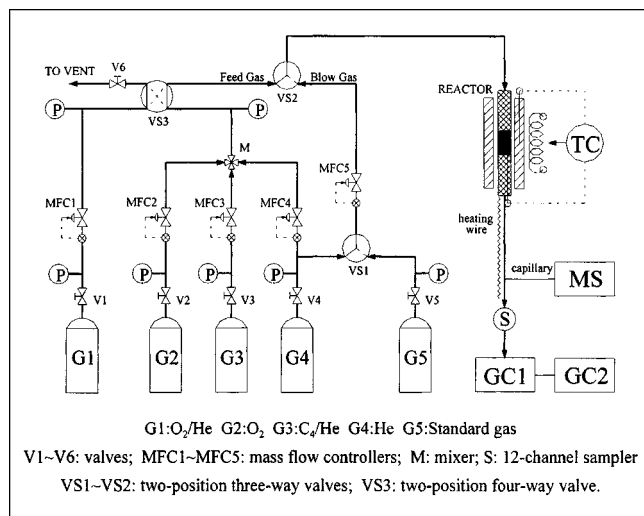 V6
TO VENT
Feed Gas
Blow Gas
VS2
VS3
P
P
REACTOR
TC
M
MFC1
MFC2
MFC3
MFC4
MFC5
heating
wire
VS1
capillary
MS
P
P
P
P
P
V1
V2
V3
V4
V5
S
G1
G2
G3
G4
G5
GC1
GC2
G1:O₂/He G2:O₂ G3:C₄/He G4:He G5:Standard gas
V1~V6: valves; MFC1~MFC5: mass flow controllers; M: mixer; S: 12-channel sampler
VS1~VS2: two-position three-way valves; VS3: two-position four-way valve.